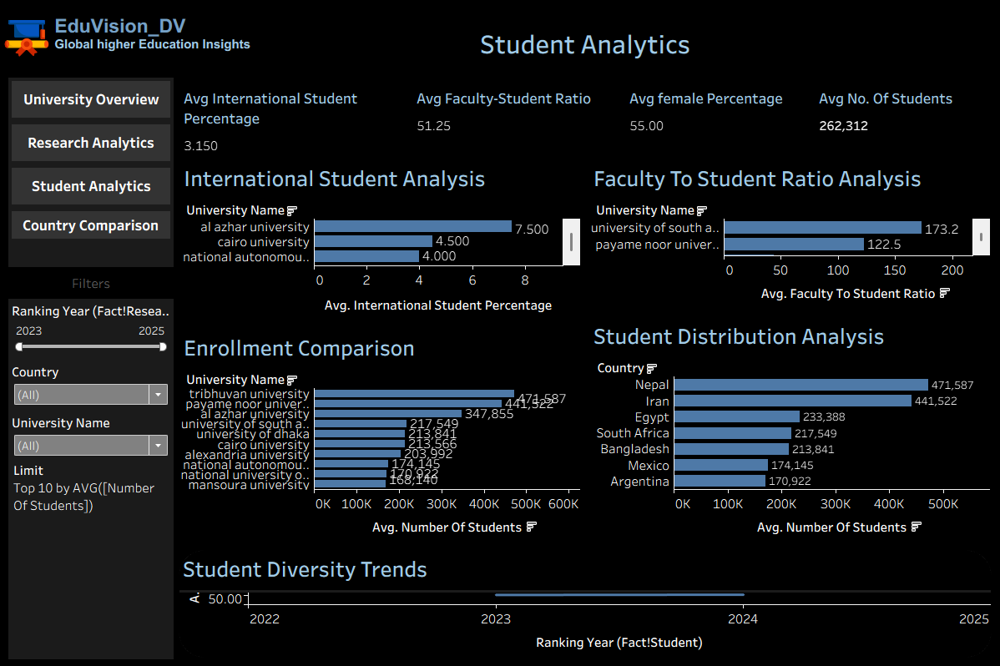 EduVision_DV
Global higher Education Insights
Student Analytics
University Overview
Research Analytics
Student Analytics
Country Comparison
Filters
Ranking Year (Fact!Resea..
2023 2025
Country
(All)
University Name
(All)
Limit
Top 10 by AVG([Number
Of Students])
Avg International Student
Percentage
3.150
Avg Faculty-Student Ratio
51.25
Avg female Percentage
55.00
Avg No. Of Students
262,312
International Student Analysis
University Name
al azhar university 7.500
cairo university 4.500
national autonomou.. 4.000
0 2 4 6 8
Avg. International Student Percentage
Faculty To Student Ratio Analysis
University Name
university of south a.. 173.2
payame noor univer.. 122.5
0 50 100 150 200
Avg. Faculty To Student Ratio
Enrollment Comparison
University Name
tribhuvan university 471,587
payame noor univer.. 441,522
al azhar university 347,855
university of south a.. 217,549
university of dhaka 213,841
cairo university 213,566
alexandria university 203,992
national autonomou.. 174,145
national university o.. 170,922
mansoura university 168,140
0K 100K 200K 300K 400K 500K 600K
Avg. Number Of Students
Student Distribution Analysis
Country
Nepal 471,587
Iran 441,522
Egypt 233,388
South Africa 217,549
Bangladesh 213,841
Mexico 174,145
Argentina 170,922
0K 100K 200K 300K 400K 500K
Avg. Number Of Students
Student Diversity Trends
A.
50.00
2022 2023 2024 2025
Ranking Year (Fact!Student)